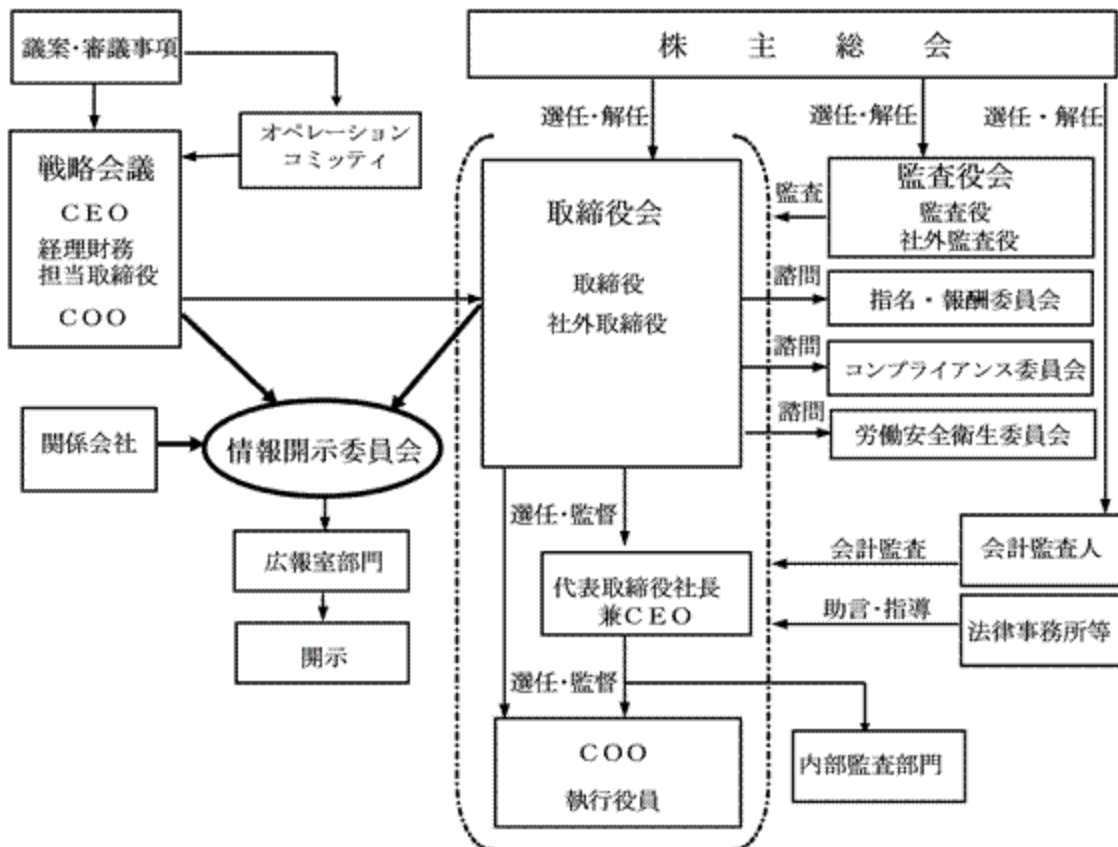 議案・審議事項
株主総会
選任・解任
選任・解任
選任・解任
オペレーション
コミッティ
戦略会議
CEO
経理財務
担当取締役
COO
取締役会
取締役
社外取締役
監査
監査役会
監査役
社外監査役
諮問
指名・報酬委員会
諮問
コンプライアンス委員会
諮問
労働安全衛生委員会
関係会社
情報開示委員会
広報室部門
開示
選任・監督
代表取締役社長
兼CEO
会計監査
会計監査人
助言・指導
法律事務所等
選任・監督
COO
執行役員
内部監査部門